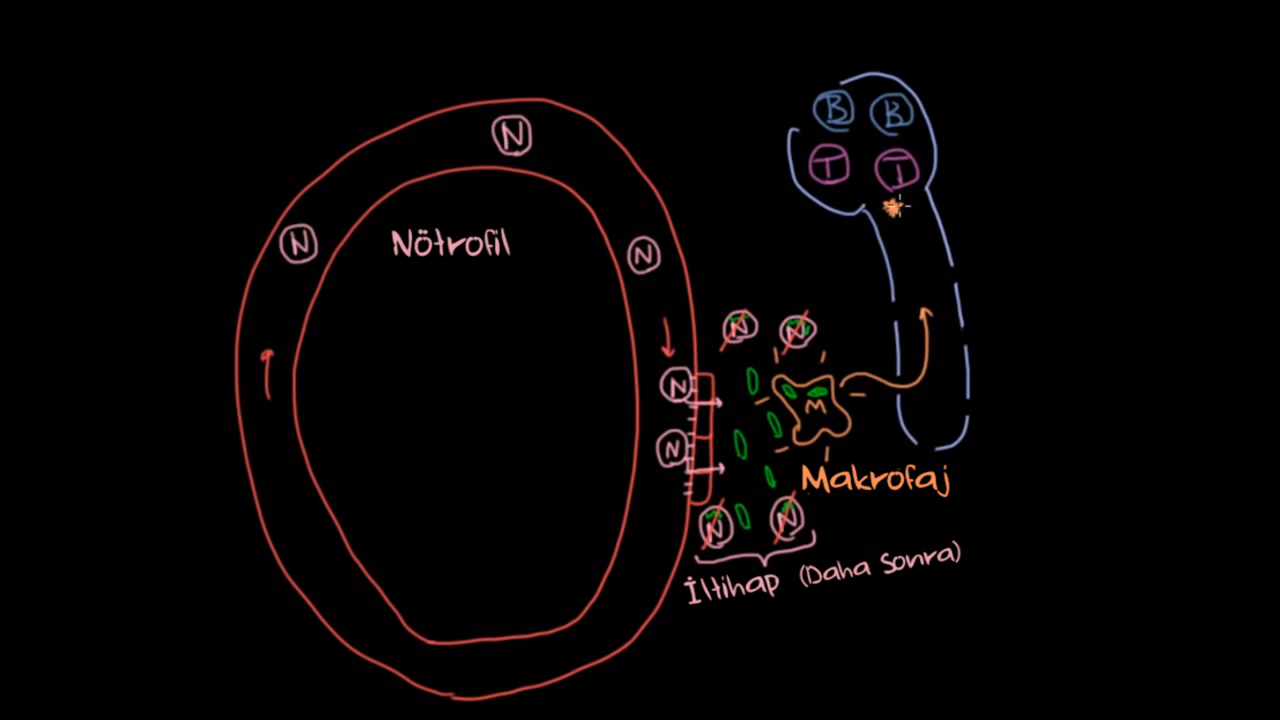 B B
N
T T
N
Nötrofil
N
N N
N
M
N
Makrofaj
N N
İltihap (Daha Sonra)